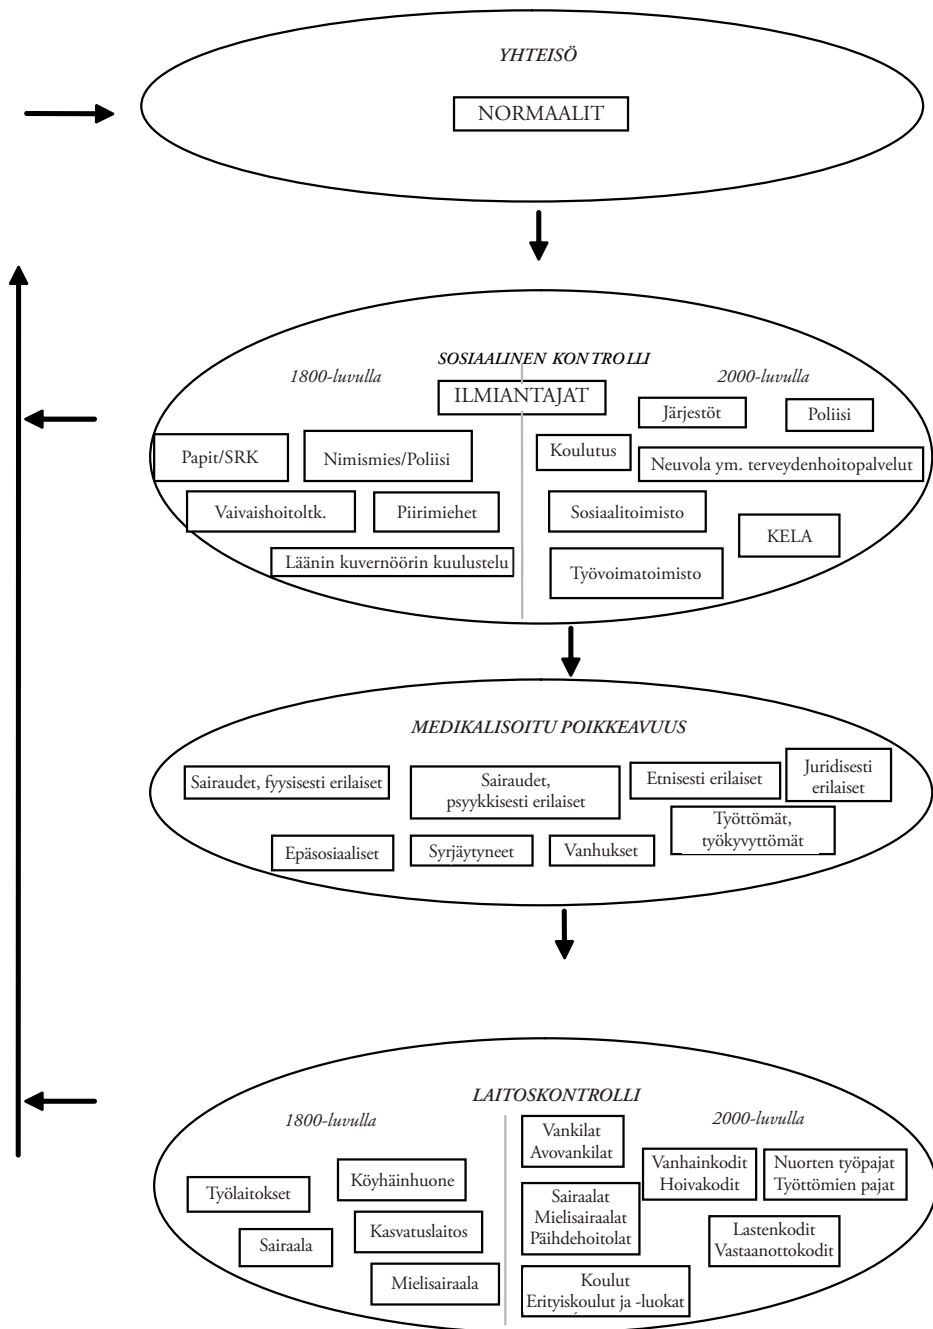 YHTEISÖ
NORMAALIT
SOSIAALINEN KONTROLLI
1800-luvulla
2000-luvulla
ILMIANTAJAT
Järjestöt
Poliisi
Papit/SRK
Nimismies/Poliisi
Koulutus
Neuvola ym. terveydenhoitopalvelut
Vaivaishoitoltk.
Piirimiehet
Sosiaalitoimisto
KELA
Läänin kuvernöörin kuulustelu
Työvoimatoimisto
MEDIKALISOITU POIKKEAVUUS
Sairaudet, fyysisesti erilaiset
Sairaudet,
psyykkisesti erilaiset
Etnisesti erilaiset
Juridisesti
erilaiset
Epäsosiaaliset
Syrjäytyneet
Vanhukset
Työttömät,
työkyvyttömät
LAITOSKONTROLLI
1800-luvulla
2000-luvulla
Työlaitokset
Köyhäinhuone
Sairaala
Kasvatuslaitos
Mielisairaala
Vankilat
Avovankilat
Vanhainkodit
Hoivakodit
Nuorten työpajat
Työttömien pajat
Sairaalat
Mielisairaalat
Päihdehoitolat
Lastenkodit
Vastaanottokodit
Koulut
Erityiskoulut ja -luokat